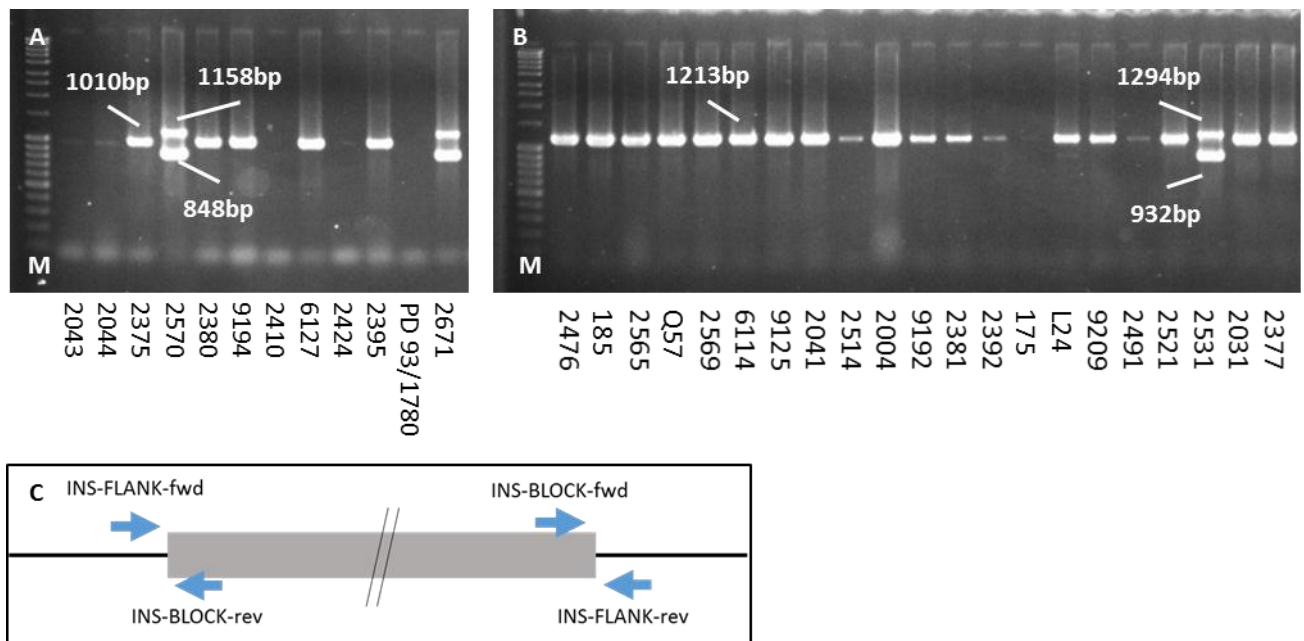 A
1010bp
1158bp
848bp
M
2043
2044
2375
2570
2380
9194
2410
6127
2424
2395
PD 93/1780
2671
B
1213bp
1294bp
932bp
M
2476
185
2565
Q57
2569
6114
9125
2041
2514
2004
9192
2381
2392
175
L24
9209
2491
2521
2531
2031
2377
C
INS-FLANK-fwd
INS-BLOCK-fwd
INS-BLOCK-rev
INS-FLANK-rev